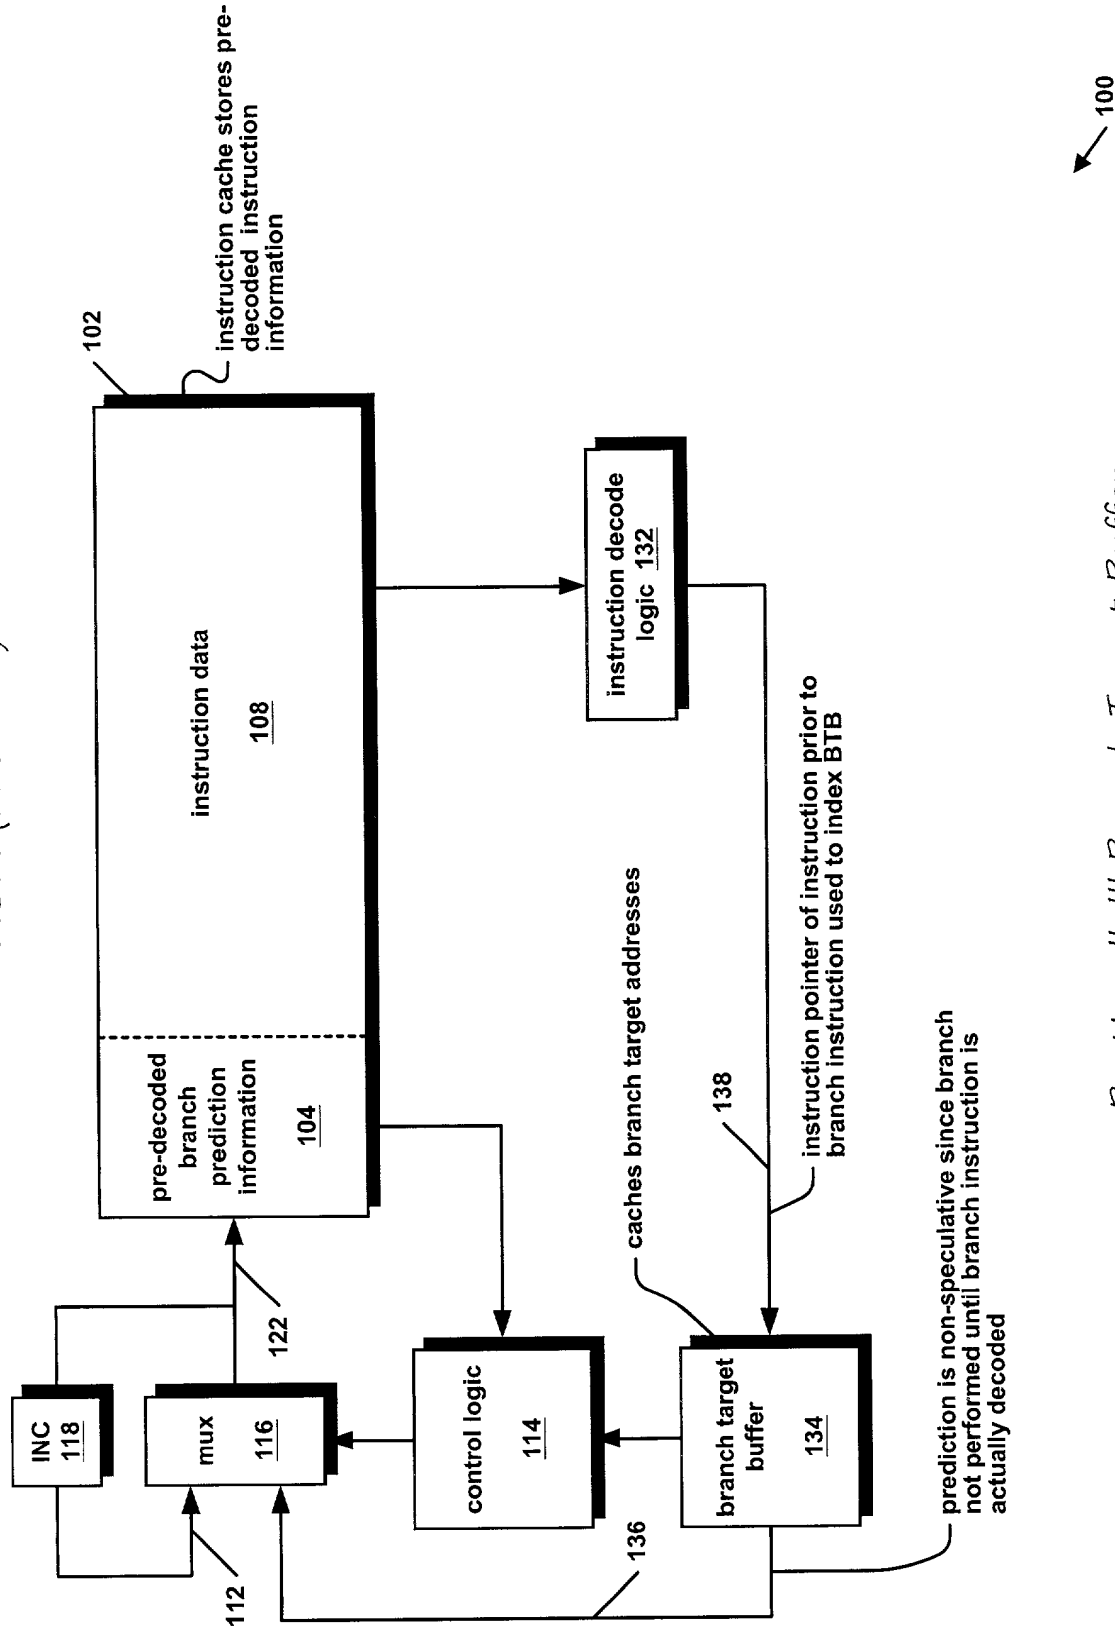 102
instruction cache stores pre-
decoded instruction
information
INC
118
122
112
mux
116
pre-decoded
branch
prediction
information
104
instruction data
108
control logic
114
instruction decode
logic 132
caches branch target addresses
branch target
buffer
134
136
138
instruction pointer of instruction prior to
branch instruction used to index BTB
prediction is non-speculative since branch
not performed until branch instruction is
actually decoded
100